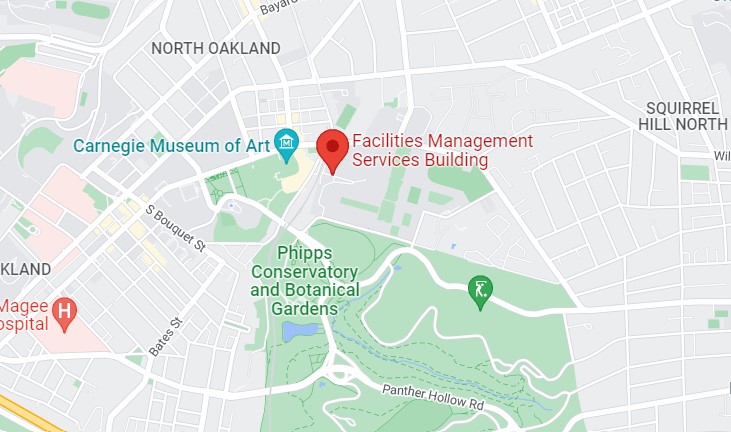 Bayard
NORTH OAKLAND
SQUIRREL
HILL NORTH
Carnegie Museum of Art
Facilities Management
Services Building
Wil
S Bouquet St
Phipps
Conservatory
and Botanical
Gardens
KLAND
Magee
ospital
H
Bates St
Panther Hollow Rd